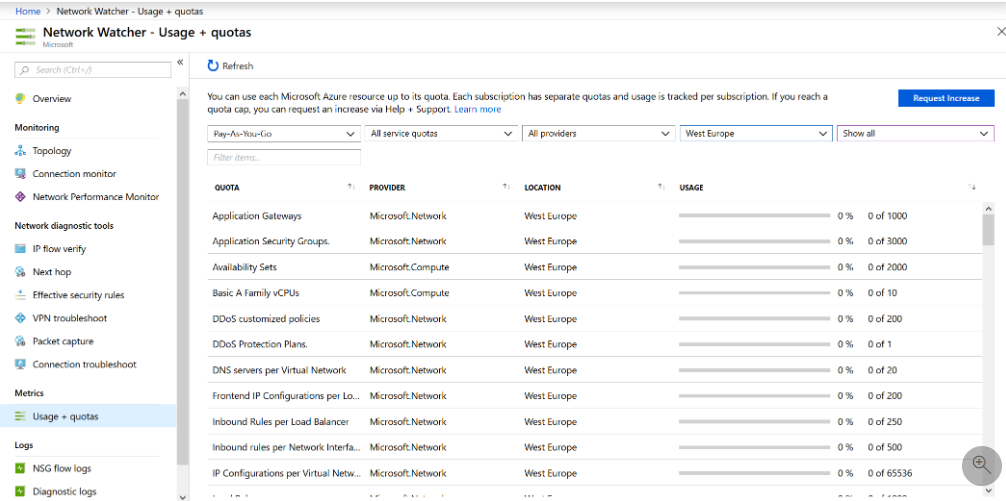 Home > Network Watcher - Usage + quotas
Network Watcher - Usage + quotas
Microsoft
Search (Ctrl+/)
Overview
Monitoring
Topology
Connection monitor
Network Performance Monitor
Network diagnostic tools
IP flow verify
Next hop
Effective security rules
VPN troubleshoot
Packet capture
Connection troubleshoot
Metrics
Usage + quotas
Logs
NSG flow logs
Diagnostic logs
Refresh
You can use each Microsoft Azure resource up to its quota. Each subscription has separate quotas and usage is tracked per subscription. If you reach a
quota cap, you can request an increase via Help + Support. Learn more
Request Increase
Pay-As-You-Go All service quotas All providers West Europe Show all
Filter items...
QUOTA PROVIDER LOCATION USAGE
Application Gateways Microsoft.Network West Europe 0 % 0 of 1000
Application Security Groups. Microsoft.Network West Europe 0 % 0 of 3000
Availability Sets Microsoft.Compute West Europe 0 % 0 of 2000
Basic A Family vCPUs Microsoft.Compute West Europe 0 % 0 of 10
DDoS customized policies Microsoft.Network West Europe 0 % 0 of 200
DDoS Protection Plans. Microsoft.Network West Europe 0 % 0 of 1
DNS servers per Virtual Network Microsoft.Network West Europe 0 % 0 of 20
Frontend IP Configurations per Lo... Microsoft.Network West Europe 0 % 0 of 200
Inbound Rules per Load Balancer Microsoft.Network West Europe 0 % 0 of 250
Inbound rules per Network Interfa... Microsoft.Network West Europe 0 % 0 of 500
IP Configurations per Virtual Netw... Microsoft.Network West Europe 0 % 0 of 65536